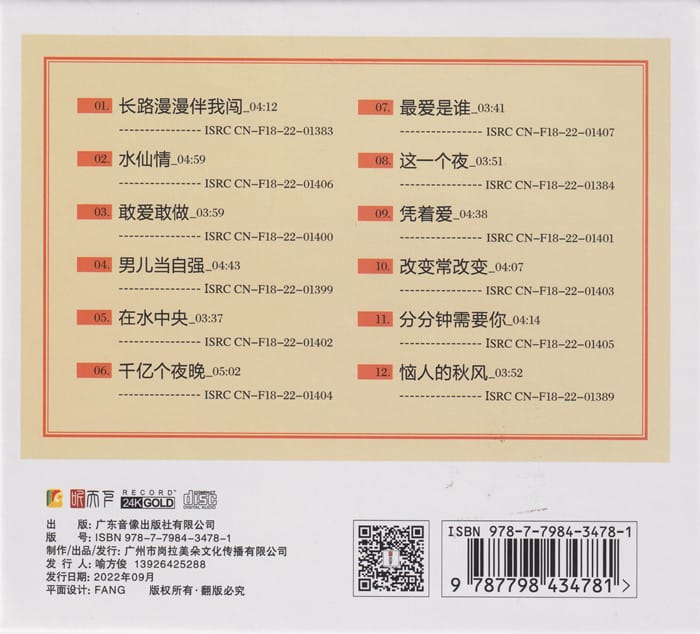 01. 长路漫漫伴我闯_04:12
---------------- ISRC CN-F18-22-01383
02. 水仙情_04:59
---------------- ISRC CN-F18-22-01406
03. 敢爱敢做_03:59
---------------- ISRC CN-F18-22-01400
04. 男儿当自强_04:43
---------------- ISRC CN-F18-22-01399
05. 在水中央_03:37
---------------- ISRC CN-F18-22-01402
06. 千亿个夜晚_05:02
---------------- ISRC CN-F18-22-01404
07. 最爱是谁_03:41
---------------- ISRC CN-F18-22-01407
08. 这一个夜_03:51
---------------- ISRC CN-F18-22-01384
09. 凭着爱_04:38
---------------- ISRC CN-F18-22-01401
10. 改变常改变_04:07
---------------- ISRC CN-F18-22-01403
11. 分分钟需要你_04:14
---------------- ISRC CN-F18-22-01405
12. 恼人的秋风_03:52
---------------- ISRC CN-F18-22-01389
RECORD
24K GOLD
COMPACT
disc
DIGITAL AUDIO
出 版: 广东音像出版社有限公司
版 号: ISBN 978-7-7984-3478-1
制作/出品/发行: 广州市岗拉美朵文化传播有限公司
发 行 人: 喻方俊 13926425288
发行日期: 2022年09月
平面设计: FANG 版权所有·翻版必究
ISBN 978-7-7984-3478-1
9 787798 434781 >